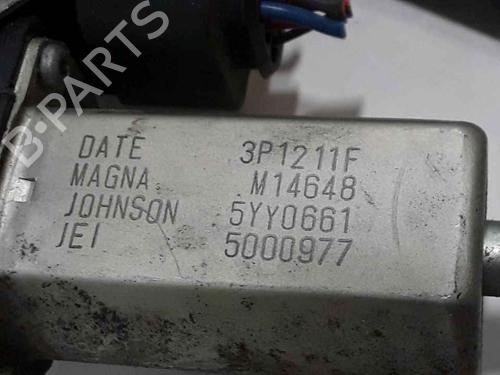 B-PARTS
DATE 3P1211F
MAGNA M14648
JOHNSON 5YY0661
JEI 5000977